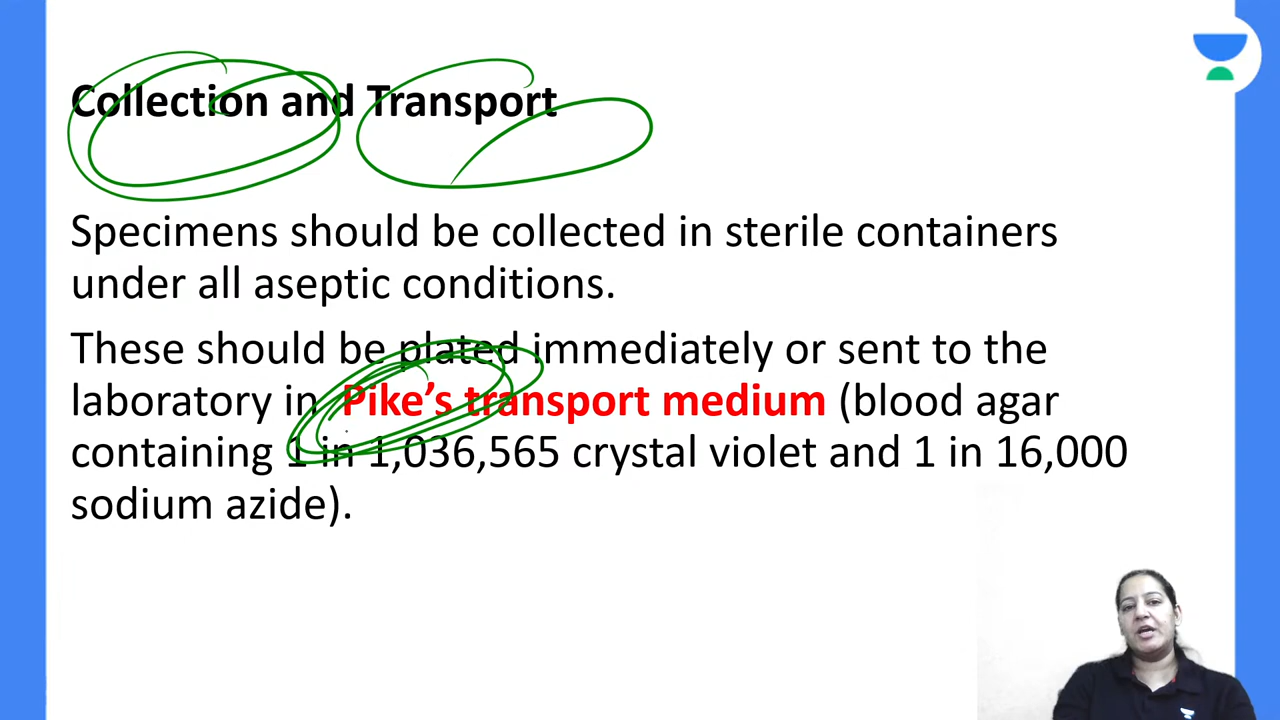 Collection and Transport
Specimens should be collected in sterile containers
under all aseptic conditions.
These should be plated immediately or sent to the
laboratory in Pike’s transport medium (blood agar
containing 1 in 1,036,565 crystal violet and 1 in 16,000
sodium azide).